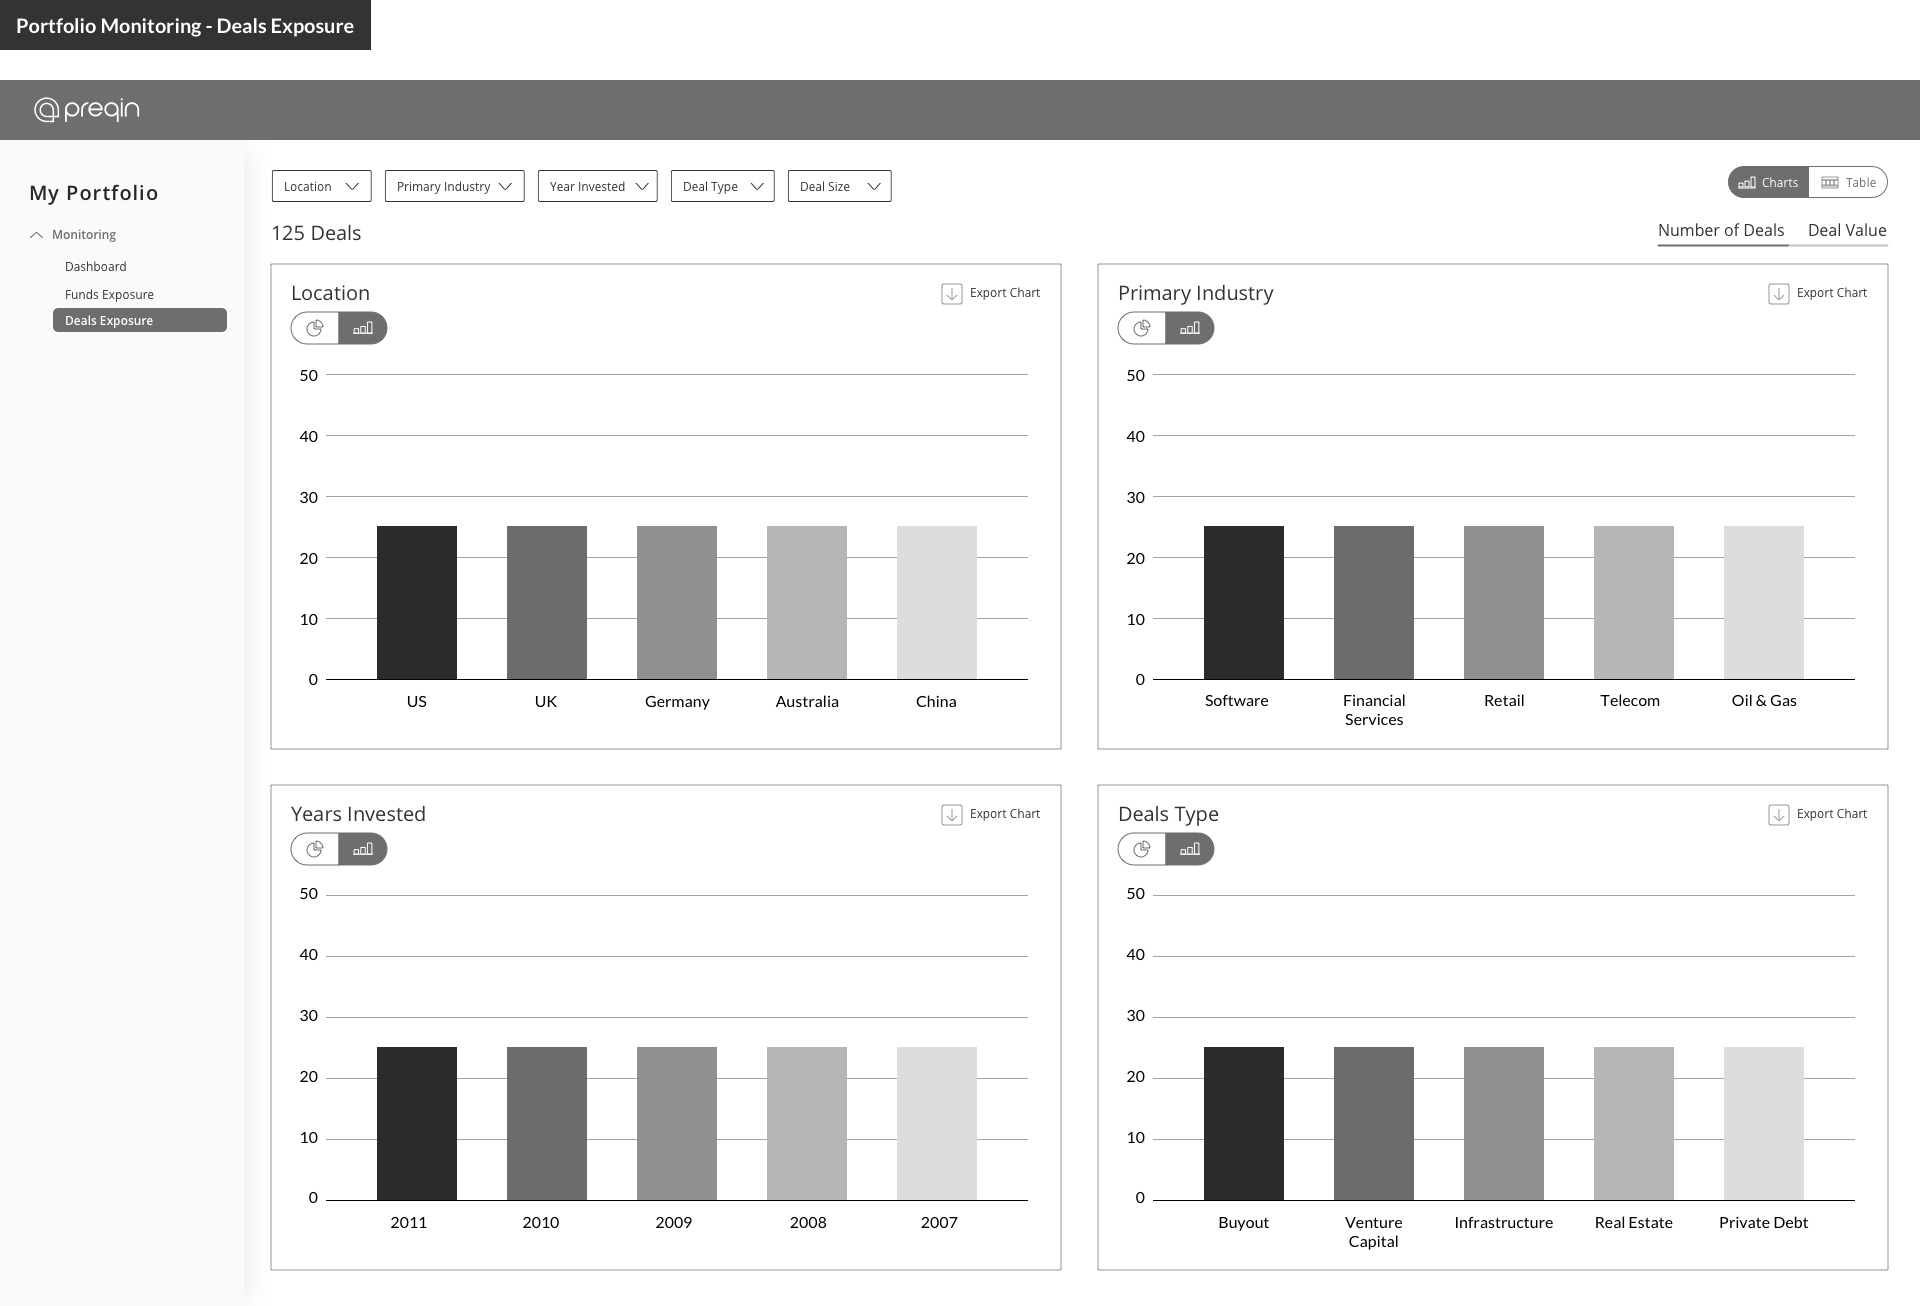 Portfolio Monitoring - Deals Exposure
preqin
My Portfolio
Monitoring
Dashboard
Funds Exposure
Deals Exposure
Location
Primary Industry
Year Invested
Deal Type
Deal Size
Charts
Table
125 Deals
Number of Deals
Deal Value
Location
Export Chart
50
40
30
20
10
0
US
UK
Germany
Australia
China
Primary Industry
Export Chart
50
40
30
20
10
0
Software
Financial
Services
Retail
Telecom
Oil & Gas
Years Invested
Export Chart
50
40
30
20
10
0
2011
2010
2009
2008
2007
Deals Type
Export Chart
50
40
30
20
10
0
Buyout
Venture
Capital
Infrastructure
Real Estate
Private Debt